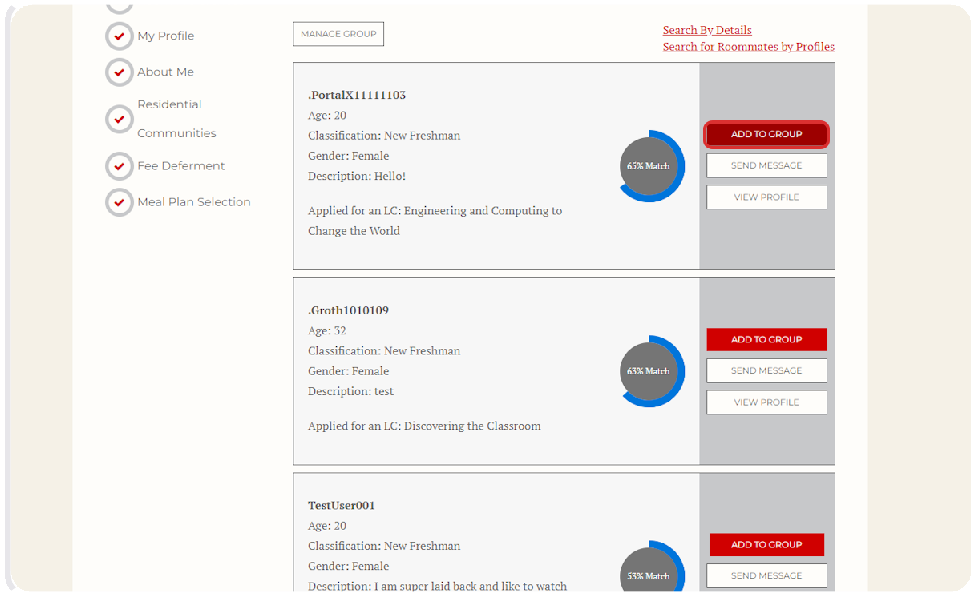 My Profile
About Me
Residential
Communities
Fee Deferment
Meal Plan Selection
MANAGE GROUP
Search By Details
Search for Roommates by Profiles
.PortalX11111103
Age: 20
Classification: New Freshman
Gender: Female
Description: Hello!
Applied for an LC: Engineering and Computing to
Change the World
65% Match
ADD TO GROUP
SEND MESSAGE
VIEW PROFILE
.Groth1010109
Age: 32
Classification: New Freshman
Gender: Female
Description: test
Applied for an LC: Discovering the Classroom
63% Match
ADD TO GROUP
SEND MESSAGE
VIEW PROFILE
TestUser001
Age: 20
Classification: New Freshman
Gender: Female
Description: I am super laid back and like to watch
53% Match
ADD TO GROUP
SEND MESSAGE